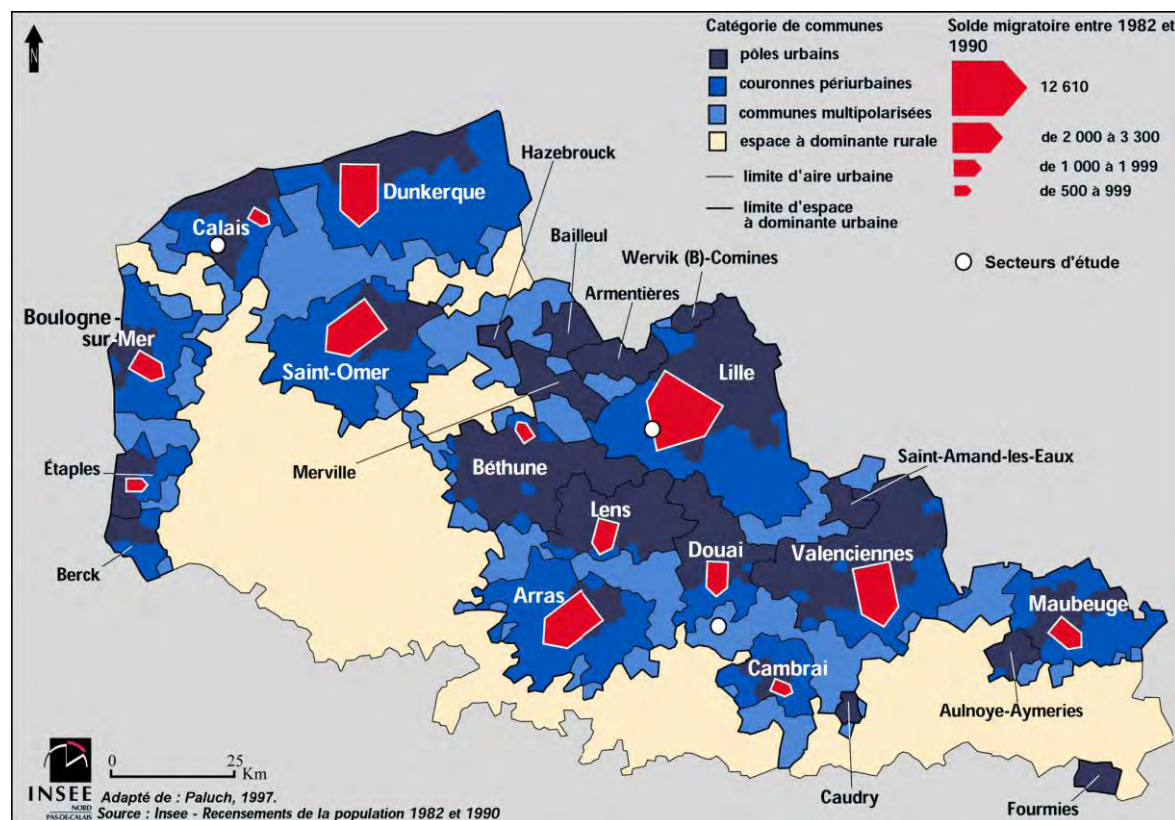 N
Catégorie de communes
pôles urbains
couronnes périurbaines
communes multipolarisées
espace à dominante rurale
limite d'aire urbaine
limite d'espace
à dominante urbaine
Solde migratoire entre 1982 et
1990
12 610
de 2 000 à 3 300
de 1 000 à 1 999
de 500 à 999
Secteurs d'étude
Hazebrouck
Dunkerque
Calais
Bailleul
Wervik (B)-Comines
Armentières
Boulogne-
sur-Mer
Saint-Omer
Lille
Étaples
Merville
Béthune
Saint-Amand-les-Eaux
Lens
Douai
Valenciennes
Berck
Arras
Maubeuge
Cambrai
Aulnoye-Aymeries
Caudry
Fourmies
0 25
Km
INSEE
NORD
PAS-DE-CALAIS
Adapté de : Paluch, 1997.
Source : Insee - Recensements de la population 1982 et 1990